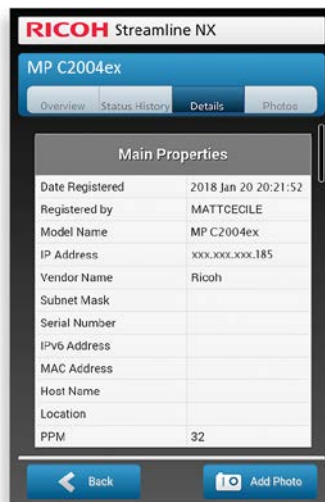 RICOH Streamline NX
MP C2004ex
Overview Status History Details Photos
Main Properties
Date Registered 2018 Jan 20 20:21:52
Registered by MATTCECILE
Model Name MP C2004ex
IP Address xxx.xxx.xxx.185
Vendor Name Ricoh
Subnet Mask
Serial Number
IPv6 Address
MAC Address
Host Name
Location
PPM 32
Back Add Photo